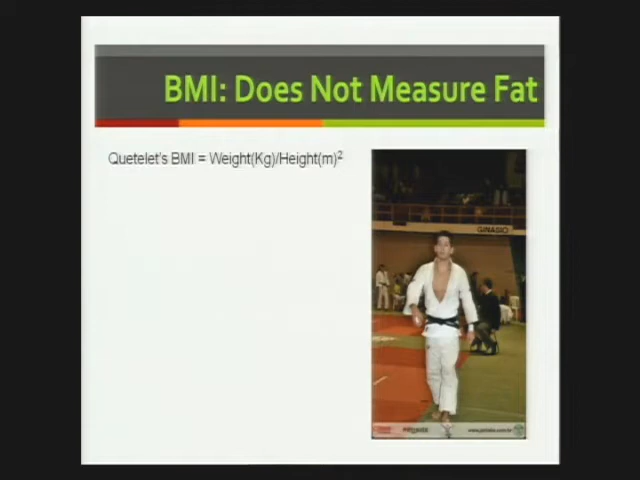 BMI: Does Not Measure Fat
Quetelet's BMI = Weight(Kg)/Height(m)²
GINASIO